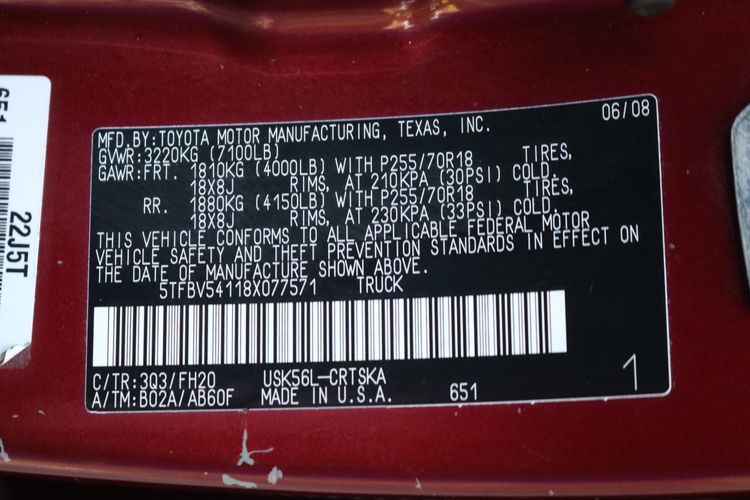 651
22J5T
06/08
MFD.BY:TOYOTA MOTOR MANUFACTURING, TEXAS, INC.
GVWR:3220KG (7100LB)
GAWR:FRT. 1810KG (4000LB) WITH P255/70R18 TIRES,
18X8J RIMS, AT 210KPA (30PSI) COLD.
RR. 1880KG (4150LB) WITH P255/70R18 TIRES,
18X8J RIMS, AT 230KPA (33PSI) COLD.
THIS VEHICLE CONFORMS TO ALL APPLICABLE FEDERAL MOTOR
VEHICLE SAFETY AND THEFT PREVENTION STANDARDS IN EFFECT ON
THE DATE OF MANUFACTURE SHOWN ABOVE.
5TFBV54118X077571 TRUCK
C/TR:3Q3/FH20 USK56L-CRTSKA
A/TM:B02A/AB60F MADE IN U.S.A. 651
1